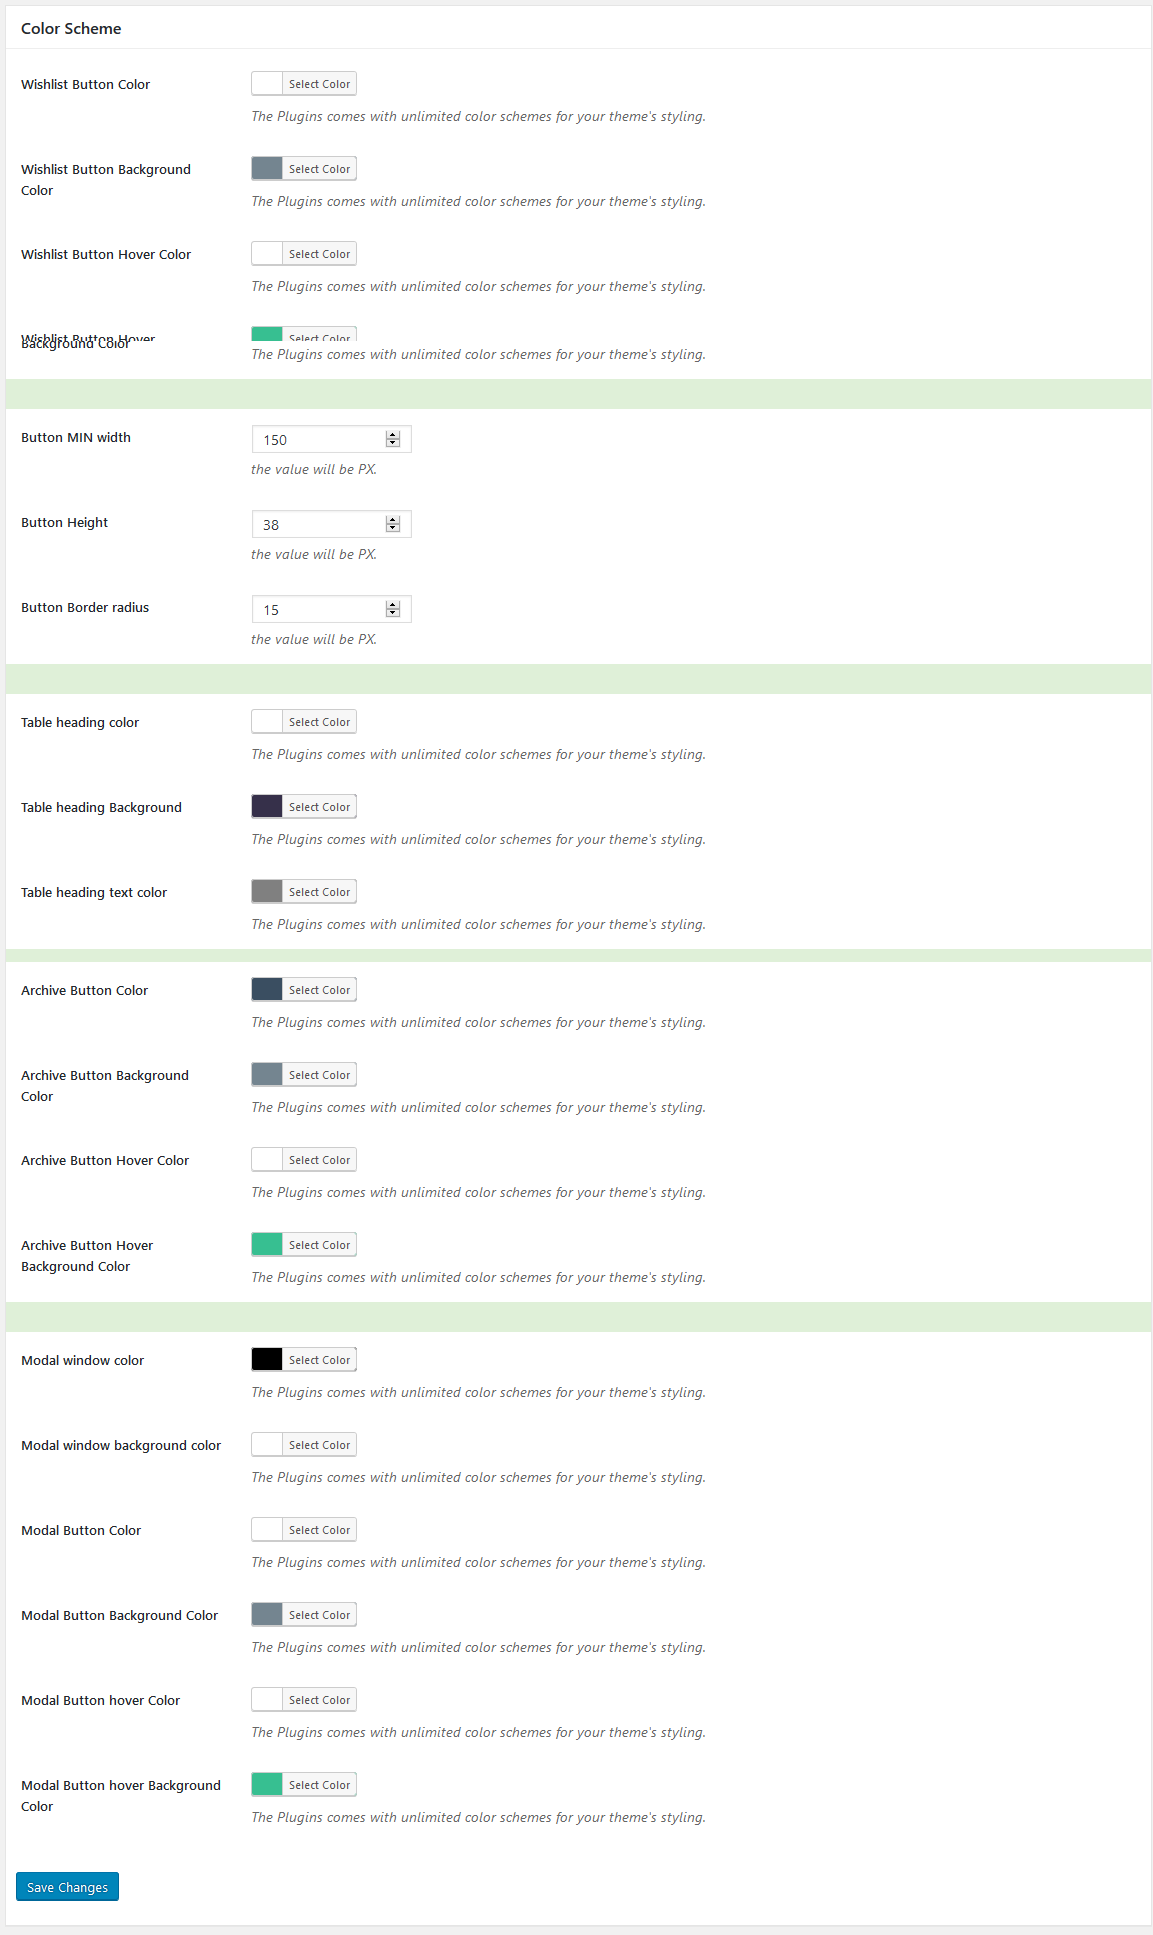 Color Scheme
Wishlist Button Color
Select Color
The Plugins comes with unlimited color schemes for your theme's styling.
Wishlist Button Background
Color
Select Color
The Plugins comes with unlimited color schemes for your theme's styling.
Wishlist Button Hover Color
Select Color
The Plugins comes with unlimited color schemes for your theme's styling.
Wishlist Button Hover
Background Color
Select Color
The Plugins comes with unlimited color schemes for your theme's styling.
Button MIN width
150
the value will be PX.
Button Height
38
the value will be PX.
Button Border radius
15
the value will be PX.
Table heading color
Select Color
The Plugins comes with unlimited color schemes for your theme's styling.
Table heading Background
Select Color
The Plugins comes with unlimited color schemes for your theme's styling.
Table heading text color
Select Color
The Plugins comes with unlimited color schemes for your theme's styling.
Archive Button Color
Select Color
The Plugins comes with unlimited color schemes for your theme's styling.
Archive Button Background
Color
Select Color
The Plugins comes with unlimited color schemes for your theme's styling.
Archive Button Hover Color
Select Color
The Plugins comes with unlimited color schemes for your theme's styling.
Archive Button Hover
Background Color
Select Color
The Plugins comes with unlimited color schemes for your theme's styling.
Modal window color
Select Color
The Plugins comes with unlimited color schemes for your theme's styling.
Modal window background color
Select Color
The Plugins comes with unlimited color schemes for your theme's styling.
Modal Button Color
Select Color
The Plugins comes with unlimited color schemes for your theme's styling.
Modal Button Background Color
Select Color
The Plugins comes with unlimited color schemes for your theme's styling.
Modal Button hover Color
Select Color
The Plugins comes with unlimited color schemes for your theme's styling.
Modal Button hover Background
Color
Select Color
The Plugins comes with unlimited color schemes for your theme's styling.
Save Changes